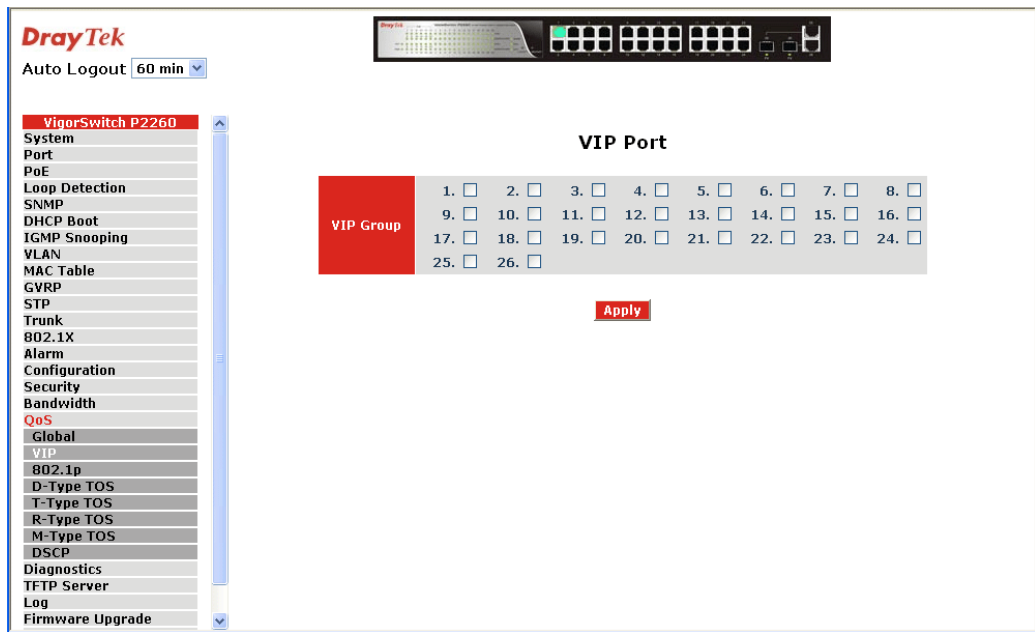 DrayTek
DrayTek
Auto Logout 60 min
VigorSwitch P2260
System
Port
PoE
Loop Detection
SNMP
DHCP Boot
IGMP Snooping
VLAN
MAC Table
GVRP
STP
Trunk
802.1X
Alarm
Configuration
Security
Bandwidth
QoS
Global
VIP
802.1p
D-Type TOS
T-Type TOS
R-Type TOS
M-Type TOS
DSCP
Diagnostics
TFTP Server
Log
Firmware Upgrade
VIP Port
VIP Group
1. 2. 3. 4. 5. 6. 7. 8.
9. 10. 11. 12. 13. 14. 15. 16.
17. 18. 19. 20. 21. 22. 23. 24.
25. 26.
Apply